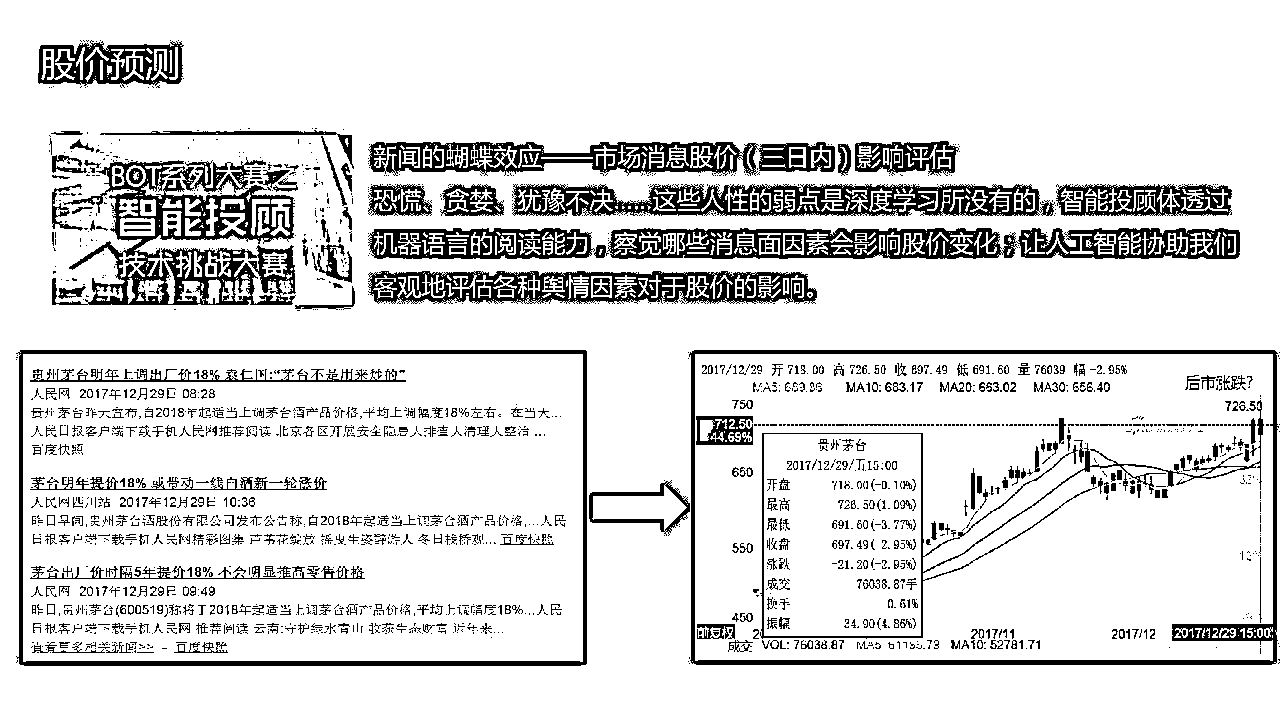 股价预测
BOT系列大赛之
智能投顾
技术挑战大赛
新闻的蝴蝶效应——市场消息股价（三日内）影响评估
恐慌、贪婪、犹豫不决……这些人性的弱点是深度学习所没有的，智能投顾体透过
机器语言的阅读能力，察觉哪些消息面因素会影响股价变化；让人工智能协助我们
客观地评估各种舆情因素对于股价的影响。
贵州茅台明年上调出厂价18% 袁仁国:“茅台不是用来炒的”
人民网 2017年12月29日 08:28
贵州茅台昨天宣布,自2018年起适当上调茅台酒产品价格,平均上调幅度18%左右。在当天...
人民日报客户端下载手机人民网推荐阅读 北京各区开展安全隐患大排查大清理大整治 ...
百度快照
茅台明年提价18% 或带动一线白酒新一轮涨价
人民网四川站 2017年12月29日 10:36
昨日早间,贵州茅台酒股份有限公司发布公告称,自2018年起适当上调茅台酒产品价格,...人民
日报客户端下载手机人民网精彩图集 芦苇花绽放 摇曳生姿醉游人 冬日栈桥观... 百度快照
茅台出厂价时隔5年提价18% 不会明显推高零售价格
人民网 2017年12月29日 09:49
昨日,贵州茅台(600519)称将于2018年起适当上调茅台酒产品价格,平均上调幅度18%...人民
日报客户端下载手机人民网 推荐阅读 云南:守护绿水青山 收获生态财富 近年来...
查看更多相关新闻>> - 百度快照
2017/12/29 开 718.00 高 726.50 收 697.49 低 691.60 量 76039 幅 -2.95%
MA10: 683.17 MA20: 663.02 MA30: 656.40
后市涨跌?
726.50
750
712.50
44.69%
650
550
450
贵州茅台
2017/12/29/五15:00
开盘 718.00(-0.10%)
最高 726.50(1.09%)
最低 691.60(-3.77%)
收盘 697.49(-2.95%)
涨跌 -21.20(-2.95%)
成交 76038.87手
换手 0.61%
振幅 34.90(4.86%)
前复权
2017/11
2017/12
2017/12/29 15:00
成交 VOL: 76038.87 MA10: 52781.71